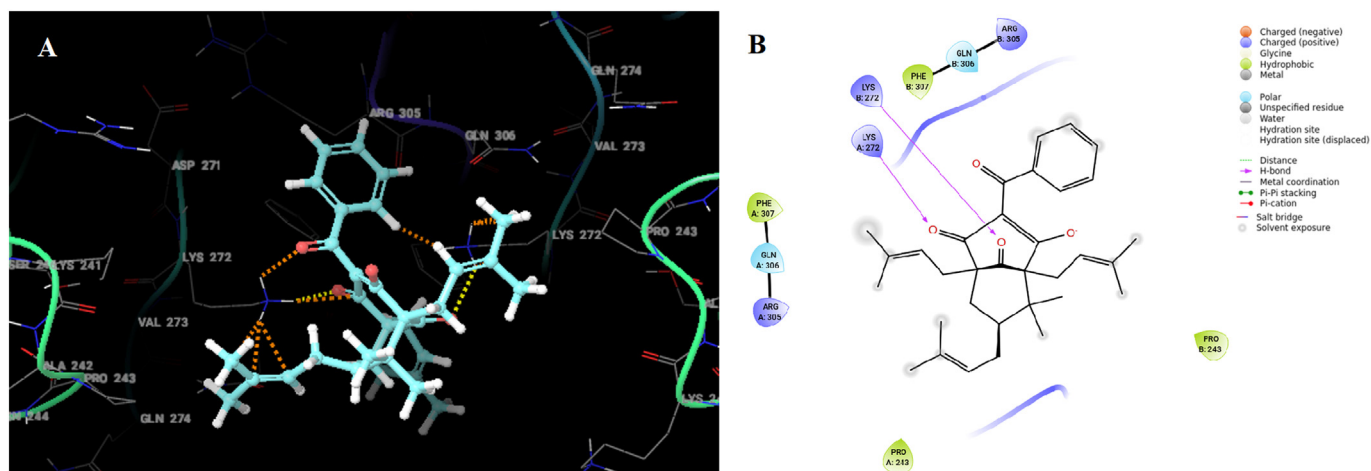 A
GLN 274
ARG 305
GLN 306
VAL 273
ASP 271
LYS 272
PRO 243
LYS 241
LYS 272
VAL 273
ALA 242
PRO 243
GLN 274
244
B
ARG
B: 305
GLN
B: 306
PHE
B: 307
LYS
B: 272
LYS
A: 272
PHE
A: 307
GLN
A: 306
ARG
A: 305
O
O
O
O-
PRO
B: 243
PRO
A: 243
Charged (negative)
Charged (positive)
Glycine
Hydrophobic
Metal
Polar
Unspecified residue
Water
Hydration site
Hydration site (displaced)
Distance
H-bond
Metal coordination
Pi-Pi stacking
Pi-cation
Salt bridge
Solvent exposure